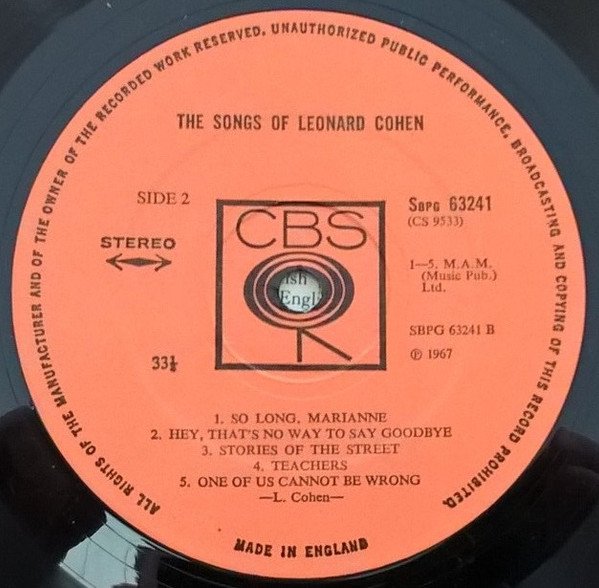 ALL RIGHTS OF THE MANUFACTURER AND OF THE OWNER OF THE RECORDED WORK RESERVED. UNAUTHORIZED PUBLIC PERFORMANCE, BROADCASTING AND COPYING OF THIS RECORD PROHIBITED.
THE SONGS OF LEONARD COHEN
SIDE 2
STEREO
33⅓
CBS
ish
Engl
SBPG 63241
(CS 9533)
1—5. M.A.M.
(Music Pub.)
Ltd.
SBPG 63241 B
℗ 1967
1. SO LONG, MARIANNE
2. HEY, THAT'S NO WAY TO SAY GOODBYE
3. STORIES OF THE STREET
4. TEACHERS
5. ONE OF US CANNOT BE WRONG
—L. Cohen—
MADE IN ENGLAND